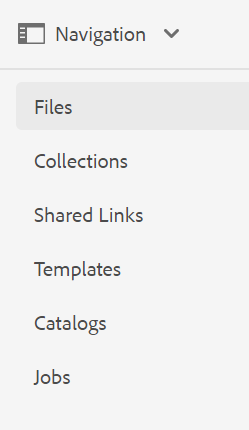 Navigation
Files
Collections
Shared Links
Templates
Catalogs
Jobs